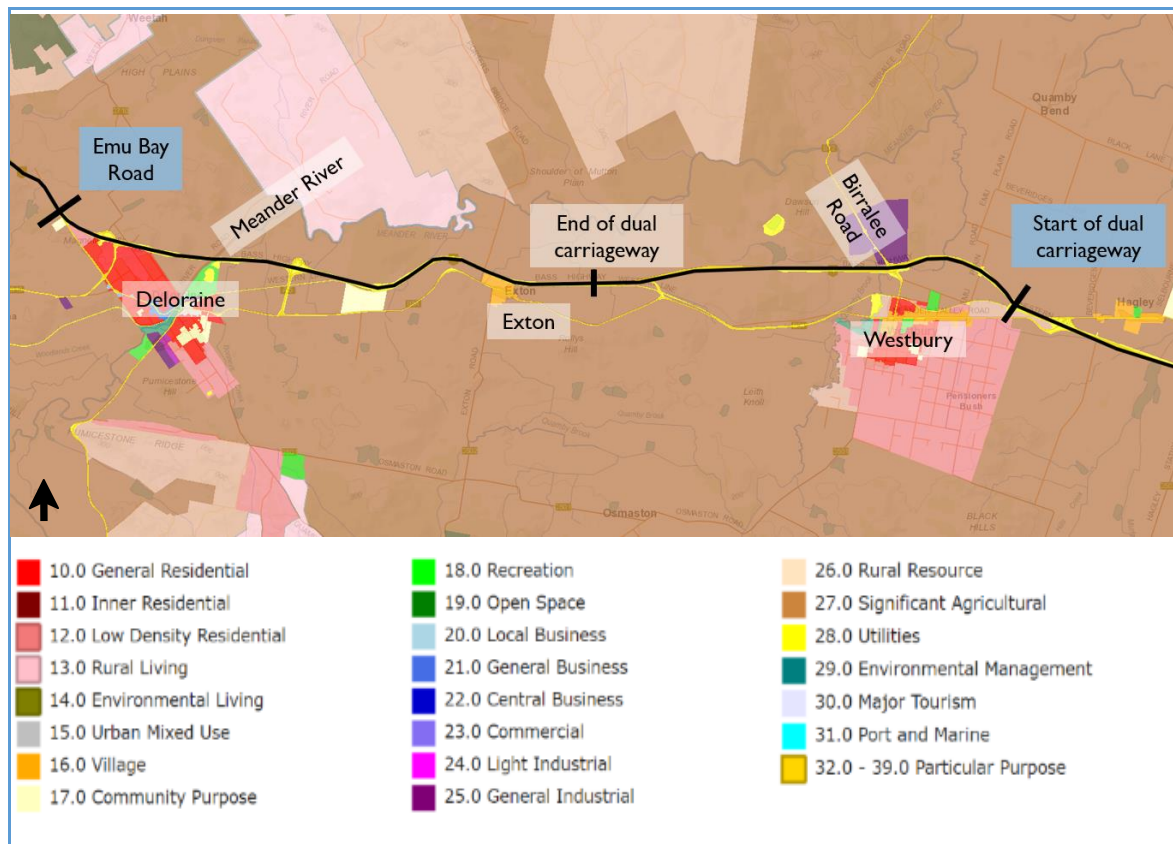 Weetah
HIGH PLAINS
Quamby
Bend
Emu Bay
Road
Meander River
Shoulder of Mutton
Plain
MEANDER RIVER
Birralee
Road
End of dual
carriageway
Start of dual
carriageway
BASS HIGHWAY
Deloraine
Exton
Exton
Westbury
Hagley
Pensioners
Bush
Quamby Brook
OSMASTON ROAD
Osmaston
OSMASTON ROAD
BLACK
HILLS
10.0 General Residential
11.0 Inner Residential
12.0 Low Density Residential
13.0 Rural Living
14.0 Environmental Living
15.0 Urban Mixed Use
16.0 Village
17.0 Community Purpose
18.0 Recreation
19.0 Open Space
20.0 Local Business
21.0 General Business
22.0 Central Business
23.0 Commercial
24.0 Light Industrial
25.0 General Industrial
26.0 Rural Resource
27.0 Significant Agricultural
28.0 Utilities
29.0 Environmental Management
30.0 Major Tourism
31.0 Port and Marine
32.0 - 39.0 Particular Purpose